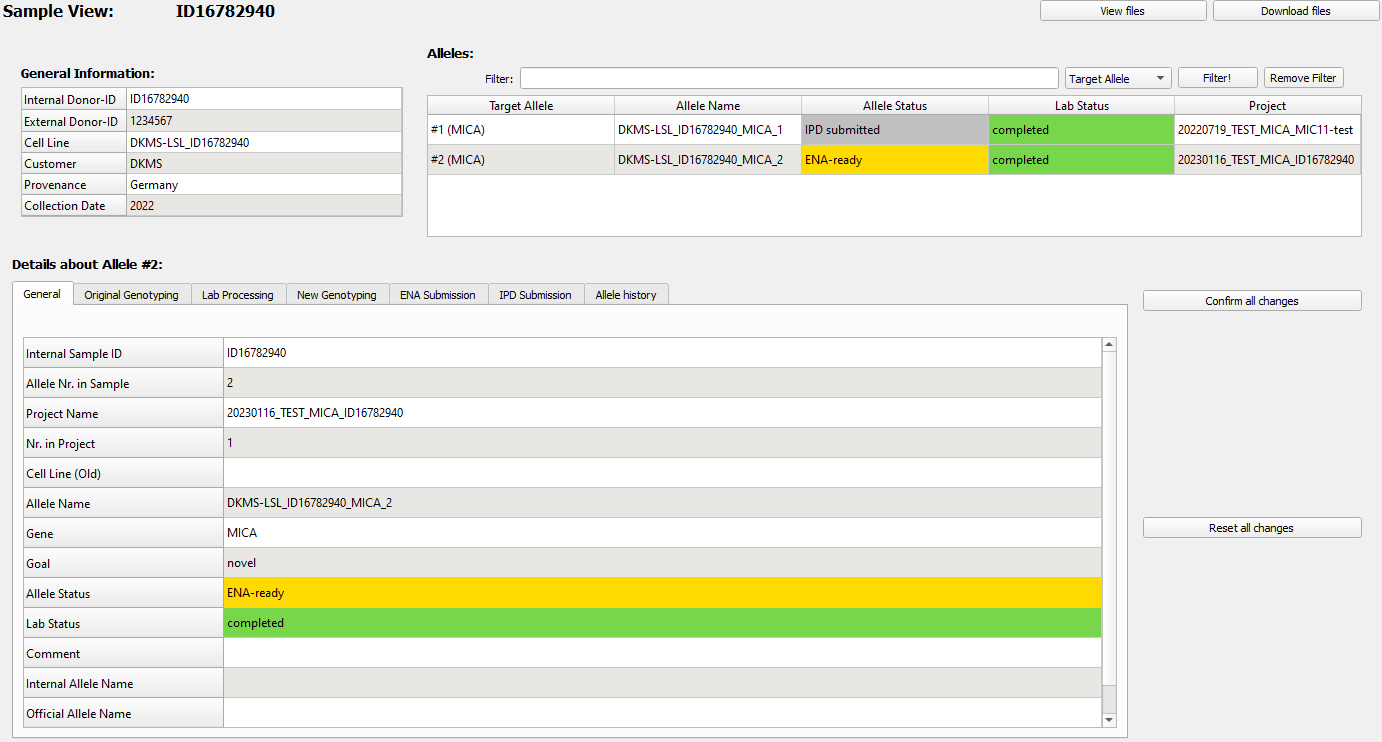 Sample View: ID16782940
View files Download files
Alleles:
General Information:
Filter: Target Allele Filter! Remove Filter
Internal Donor-ID ID16782940
External Donor-ID 1234567
Cell Line DKMS-LSL_ID16782940
Customer DKMS
Provenance Germany
Collection Date 2022
Target Allele Allele Name Allele Status Lab Status Project
#1 (MICA) DKMS-LSL_ID16782940_MICA_1 IPD submitted completed 20220719_TEST_MICA_MIC11-test
#2 (MICA) DKMS-LSL_ID16782940_MICA_2 ENA-ready completed 20230116_TEST_MICA_ID16782940
Details about Allele #2:
General Original Genotyping Lab Processing New Genotyping ENA Submission IPD Submission Allele history
Confirm all changes
Internal Sample ID ID16782940
Allele Nr. in Sample 2
Project Name 20230116_TEST_MICA_ID16782940
Nr. in Project 1
Cell Line (Old)
Allele Name DKMS-LSL_ID16782940_MICA_2
Reset all changes
Gene MICA
Goal novel
Allele Status ENA-ready
Lab Status completed
Comment
Internal Allele Name
Official Allele Name